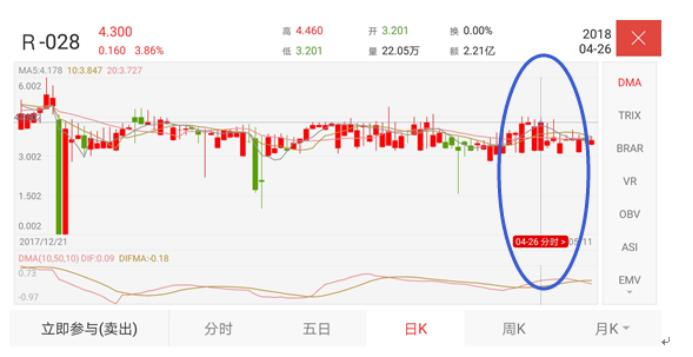 R-028 4.300 0.160 3.86% 高 4.460 开 3.201 换 0.00% 2018
低 3.201 量 22.05万 额 2.21亿 04-26
MA5:4.178 10:3.847 20:3.727
6.002
3.002
1.502
0.002
2017/12/21 04-26 分时 > 05/11
DMA(10,50,10) DIF:0.09 DIFMA:-0.18
0.73
-0.97
DMA
TRIX
BRAR
VR
OBV
ASI
EMV
立即参与(卖出) 分时 五日 日K 周K 月K